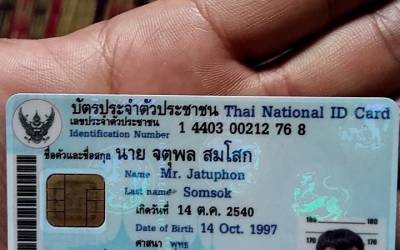 บัตรประจำตัวประชาชน Thai National ID Card
เลขประจำตัวประชาชน
Identification Number 1 4403 00212 76 8
ชื่อตัวและชื่อสกุล นาย จตุพล สมโสก
Name Mr. Jatuphon
Last name Somsok
เกิดวันที่ 14 ต.ค. 2540
Date of Birth 14 Oct. 1997
ศาสนา พุทธ